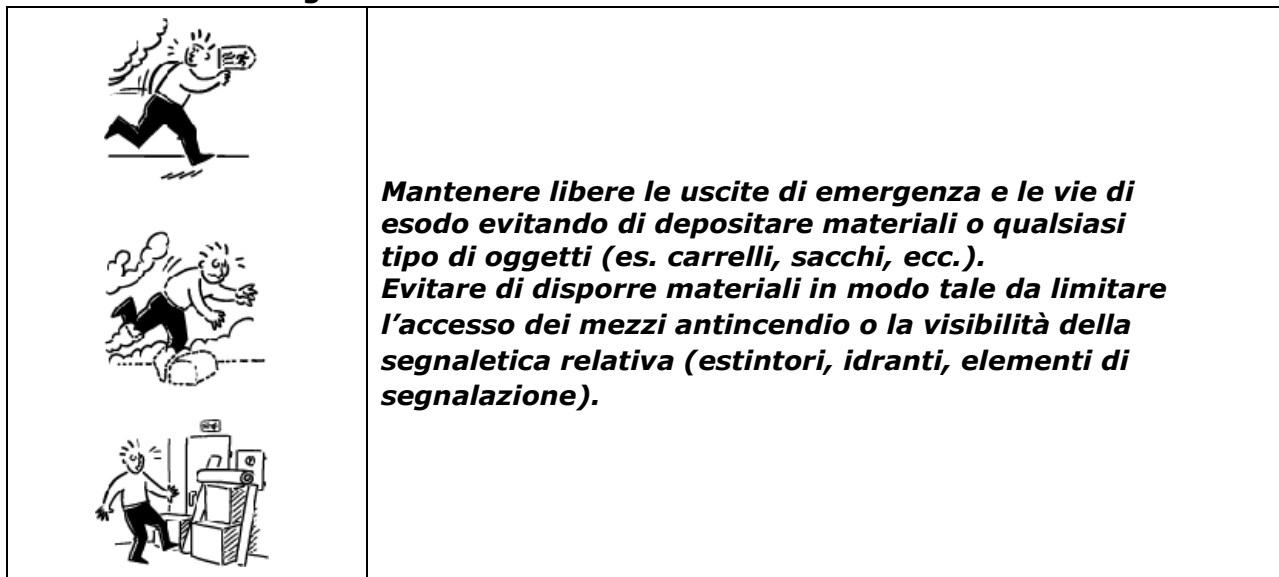 Mantenere libere le uscite di emergenza e le vie di
esodo evitando di depositare materiali o qualsiasi
tipo di oggetti (es. carrelli, sacchi, ecc.).
Evitare di disporre materiali in modo tale da limitare
l’accesso dei mezzi antincendio o la visibilità della
segnaletica relativa (estintori, idranti, elementi di
segnalazione).